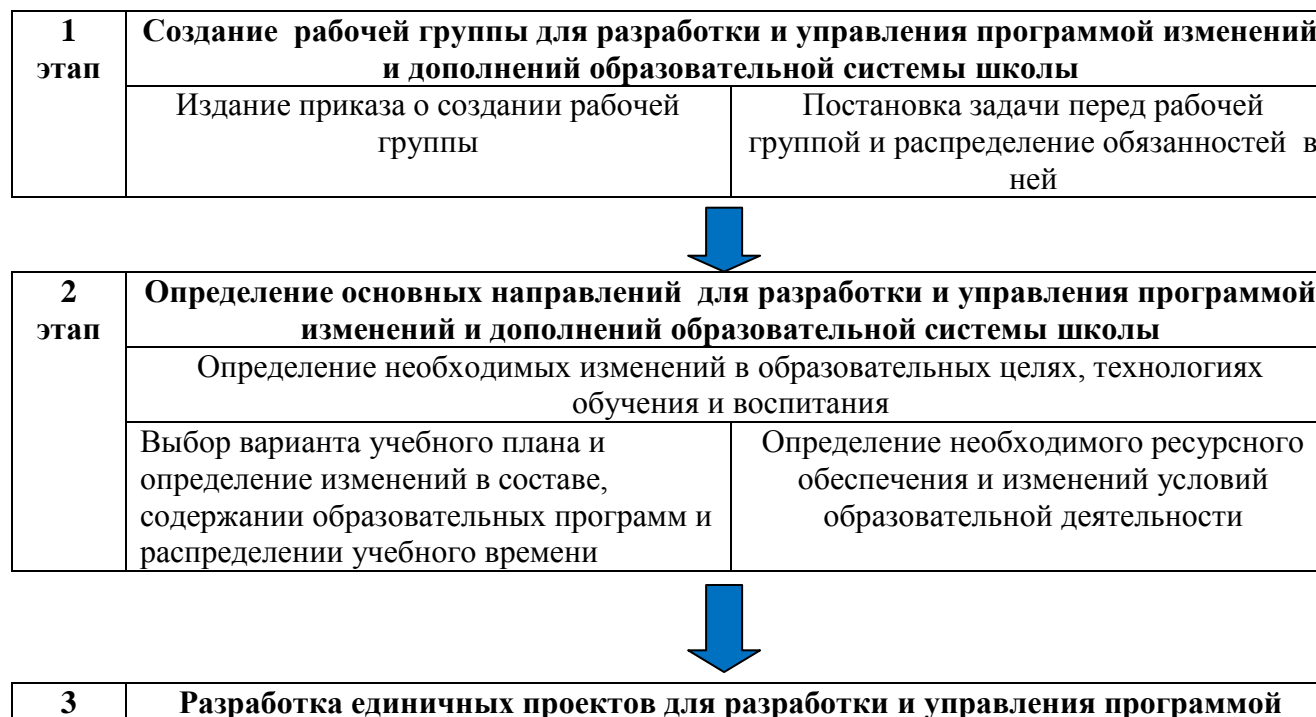 1 этап
Создание рабочей группы для разработки и управления программой изменений
и дополнений образовательной системы школы
Издание приказа о создании рабочей
группы
Постановка задачи перед рабочей
группой и распределение обязанностей в
ней
2 этап
Определение основных направлений для разработки и управления программой
изменений и дополнений образовательной системы школы
Определение необходимых изменений в образовательных целях, технологиях
обучения и воспитания
Выбор варианта учебного плана и
определение изменений в составе,
содержании образовательных программ и
распределении учебного времени
Определение необходимого ресурсного
обеспечения и изменений условий
образовательной деятельности
3
Разработка единичных проектов для разработки и управления программой